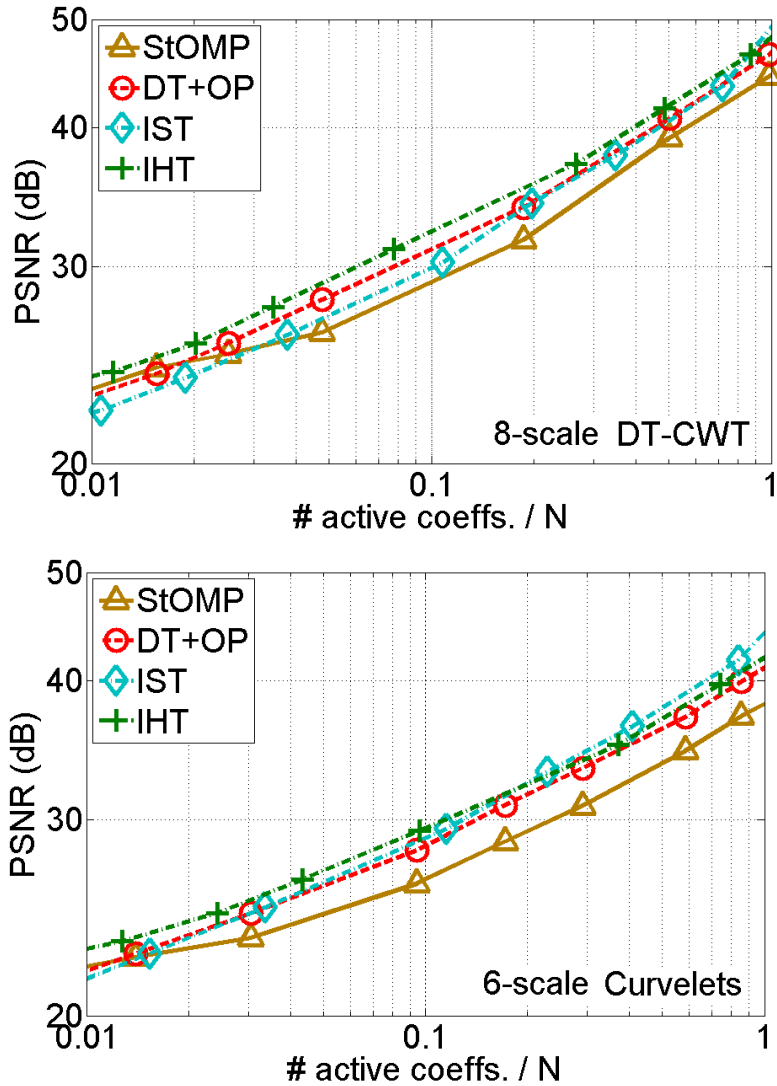 50
StOMP
DT+OP
IST
IHT
40
30
20
PSNR (dB)
8-scale DT-CWT
0.01 0.1 1
# active coeffs. / N
50
StOMP
DT+OP
IST
IHT
40
30
20
PSNR (dB)
6-scale Curvelets
0.01 0.1 1
# active coeffs. / N